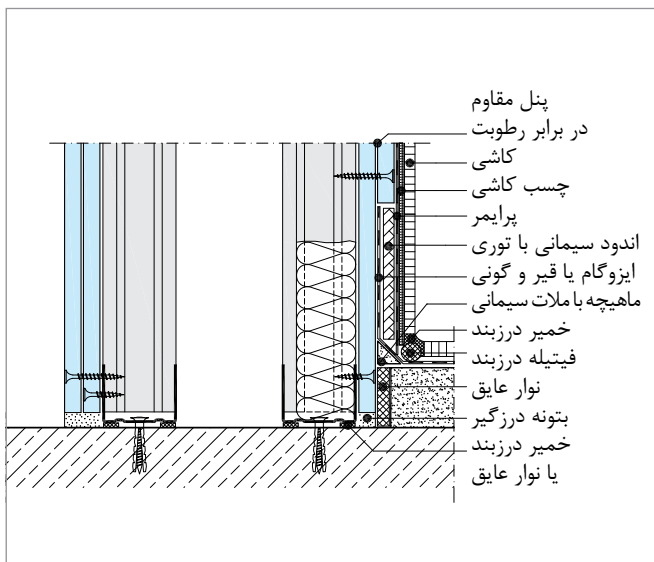 پنل مقاوم
در برابر رطوبت
کاشی
چسب کاشی
پرایمر
اندود سیمانی با توری
ایزوگام یا قیر و گونی
ماهیچه با ملات سیمانی
خمیر درزبند
فیتیله درزبند
نوار عایق
بتونه درزگیر
خمیر درزبند
یا نوار عایق